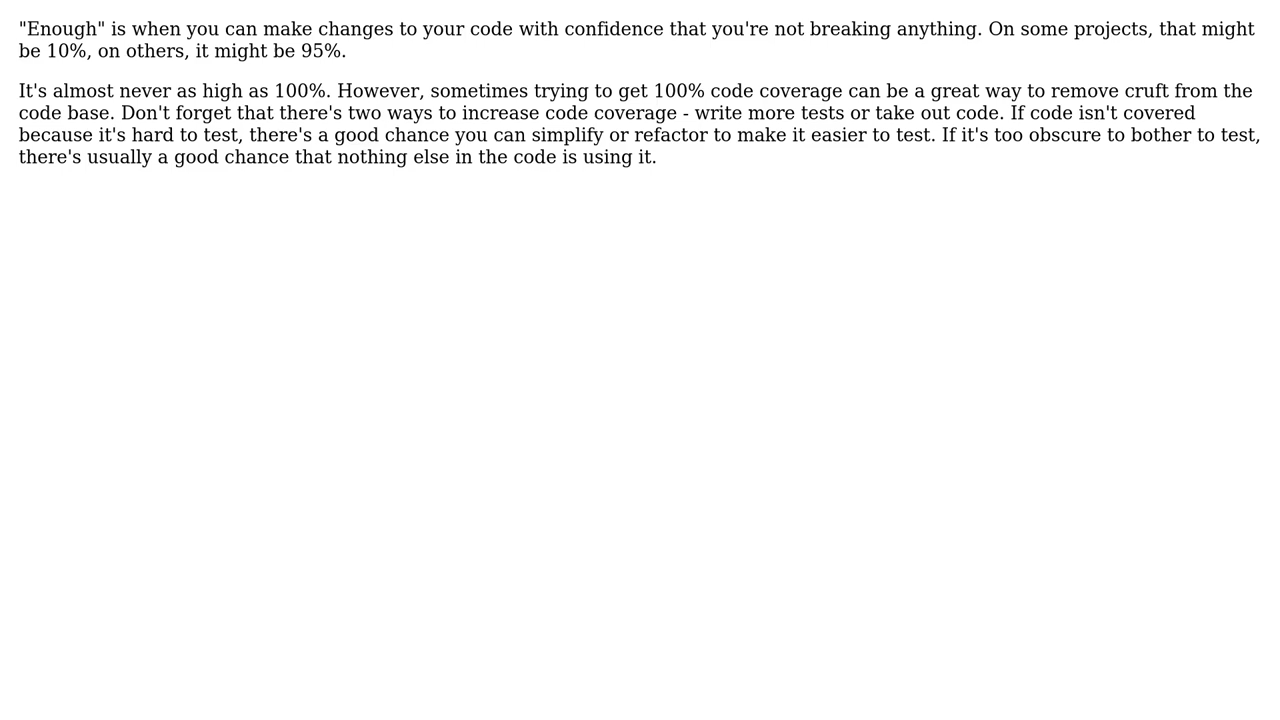 "Enough" is when you can make changes to your code with confidence that you're not breaking anything. On some projects, that might
be 10%, on others, it might be 95%.
It's almost never as high as 100%. However, sometimes trying to get 100% code coverage can be a great way to remove cruft from the
code base. Don't forget that there's two ways to increase code coverage - write more tests or take out code. If code isn't covered
because it's hard to test, there's a good chance you can simplify or refactor to make it easier to test. If it's too obscure to bother to test,
there's usually a good chance that nothing else in the code is using it.